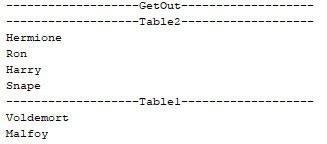 -------------------GetOut-------------------
-------------------Table2-------------------
Hermione
Ron
Harry
Snape
-------------------Table1-------------------
Voldemort
Malfoy